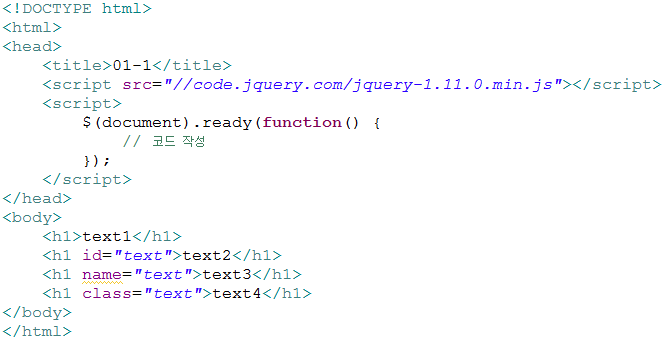 <!DOCTYPE html>
<html>
<head>
    <title>01-1</title>
    <script src="//code.jquery.com/jquery-1.11.0.min.js"></script>
    <script>
        $(document).ready(function() {
            // 코드 작성
        });
    </script>
</head>
<body>
    <h1>text1</h1>
    <h1 id="text">text2</h1>
    <h1 name="text">text3</h1>
    <h1 class="text">text4</h1>
</body>
</html>